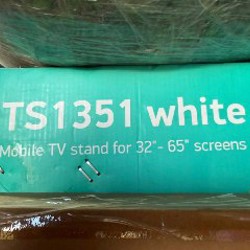 TS1351 white
Mobile TV stand for 32"- 65" screens